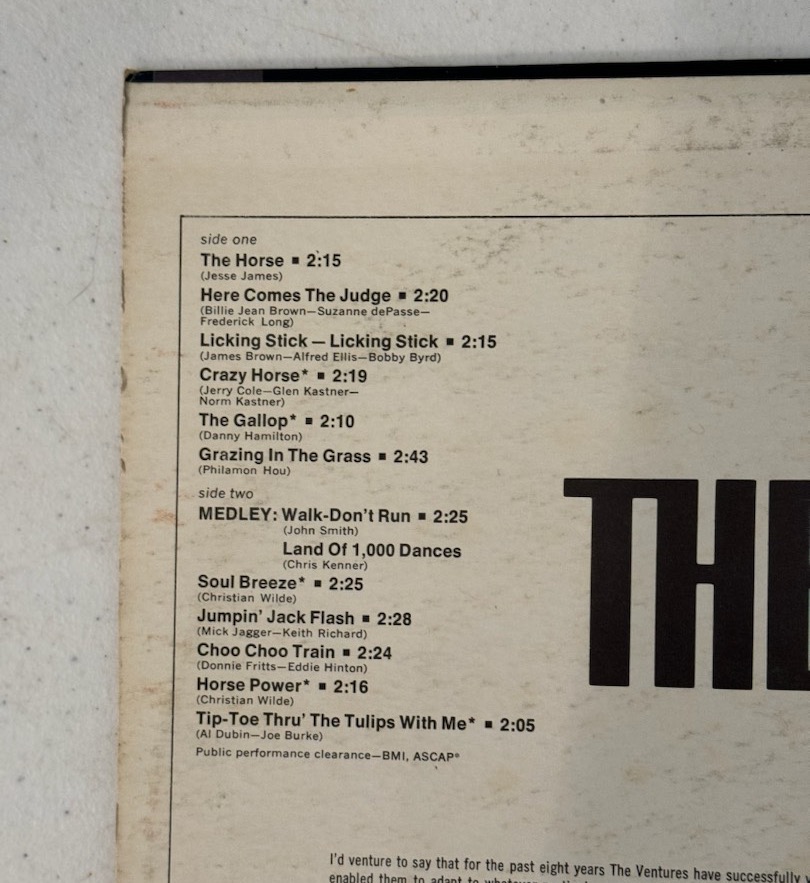 side one
The Horse ▪ 2:15
(Jesse James)
Here Comes The Judge ▪ 2:20
(Billie Jean Brown—Suzanne dePasse—
Frederick Long)
Licking Stick — Licking Stick ▪ 2:15
(James Brown—Alfred Ellis—Bobby Byrd)
Crazy Horse* ▪ 2:19
(Jerry Cole—Glen Kastner—
Norm Kastner)
The Gallop* ▪ 2:10
(Danny Hamilton)
Grazing In The Grass ▪ 2:43
(Philamon Hou)
side two
MEDLEY: Walk-Don't Run ▪ 2:25
(John Smith)
Land Of 1,000 Dances
(Chris Kenner)
Soul Breeze* ▪ 2:25
(Christian Wilde)
Jumpin' Jack Flash ▪ 2:28
(Mick Jagger—Keith Richard)
Choo Choo Train ▪ 2:24
(Donnie Fritts—Eddie Hinton)
Horse Power* ▪ 2:16
(Christian Wilde)
Tip-Toe Thru' The Tulips With Me* ▪ 2:05
(Al Dubin—Joe Burke)
Public performance clearance—BMI, ASCAP*
THE
I'd venture to say that for the past eight years The Ventures have successfully
enabled them to adapt to